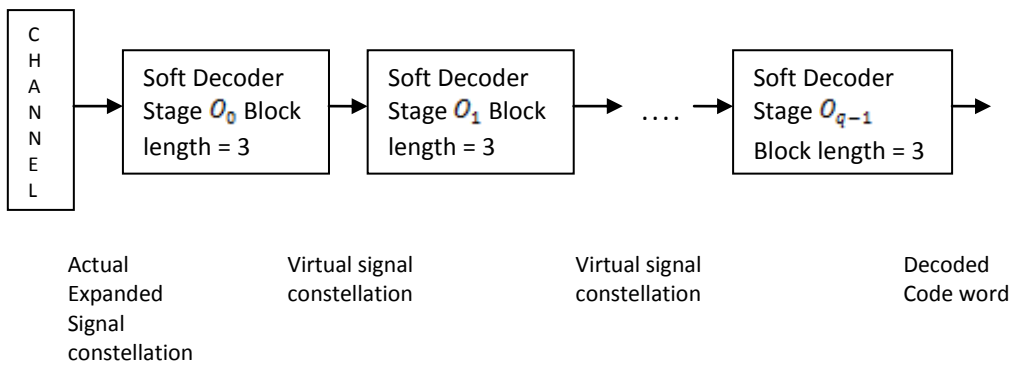 C
H
A
N
N
E
L
Soft Decoder
Stage O₀ Block
length = 3
Soft Decoder
Stage O₁ Block
length = 3
....
Soft Decoder
Stage O_{q−1}
Block length = 3
Actual
Expanded
Signal
constellation
Virtual signal
constellation
Virtual signal
constellation
Decoded
Code word